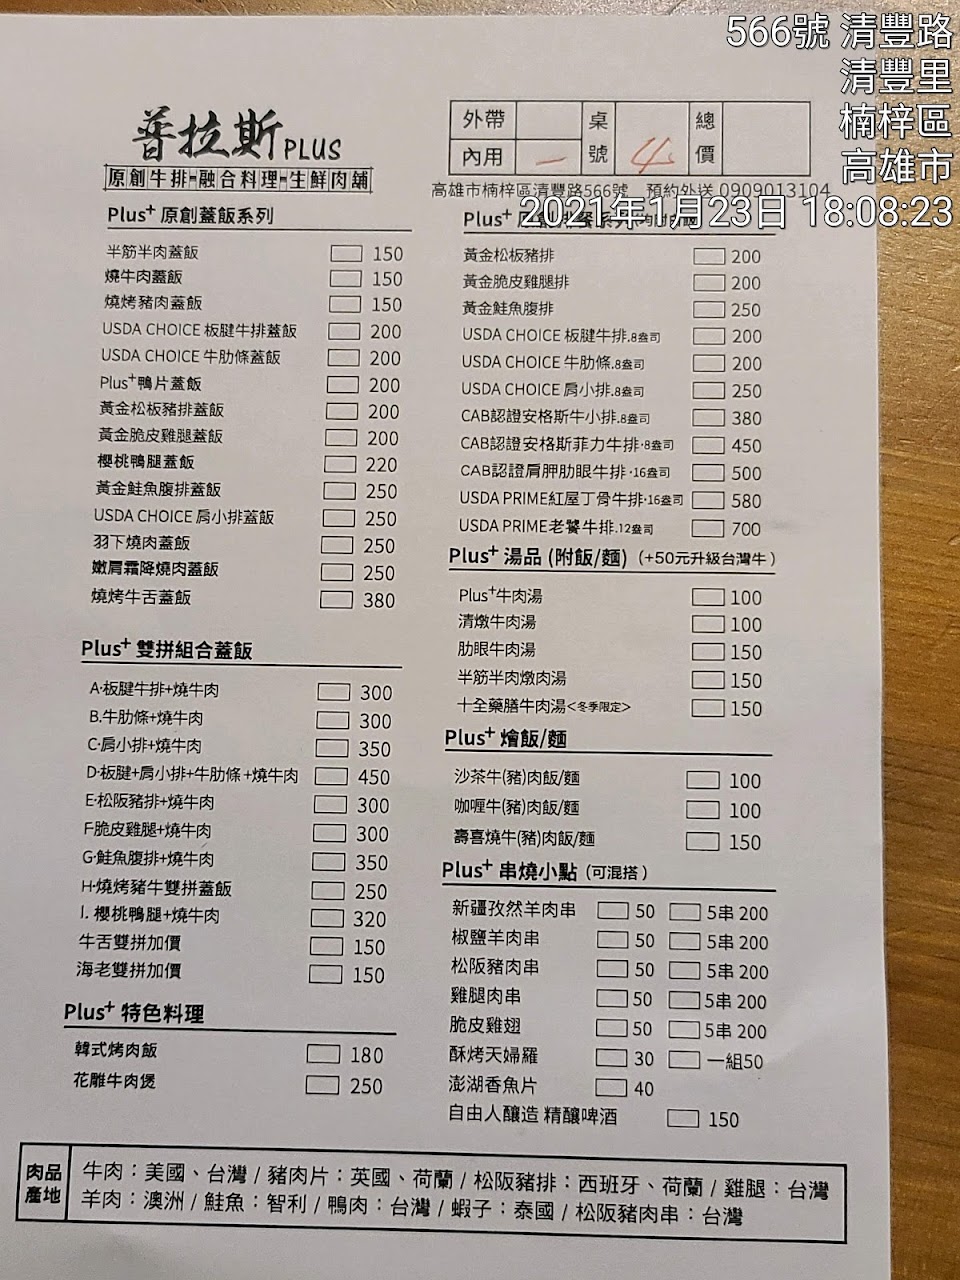 566號 清豐路
清豐里
楠梓區
高雄市
2021年1月23日 18:08:23
普拉斯PLUS
原創牛排-融合料理-生鮮肉舖
外帶
內用 一
桌號 4
總價
高雄市楠梓區清豐路566號 預約外送 0909013104
Plus+ 原創蓋飯系列
半筋半肉蓋飯 150
燒牛肉蓋飯 150
燒烤豬肉蓋飯 150
USDA CHOICE 板腱牛排蓋飯 200
USDA CHOICE 牛肋條蓋飯 200
Plus+鴨片蓋飯 200
黃金松板豬排蓋飯 200
黃金脆皮雞腿蓋飯 200
櫻桃鴨腿蓋飯 220
黃金鮭魚腹排蓋飯 250
USDA CHOICE 肩小排蓋飯 250
羽下燒肉蓋飯 250
嫩肩霜降燒肉蓋飯 250
燒烤牛舌蓋飯 380
Plus+ 雙拼組合蓋飯
A·板腱牛排+燒牛肉 300
B.牛肋條+燒牛肉 300
C·肩小排+燒牛肉 350
D·板腱+肩小排+牛肋條 +燒牛肉 450
E·松阪豬排+燒牛肉 300
F·脆皮雞腿+燒牛肉 300
G·鮭魚腹排+燒牛肉 350
H·燒烤豬牛雙拼蓋飯 250
I. 櫻桃鴨腿+燒牛肉 320
牛舌雙拼加價 150
海老雙拼加價 150
Plus+ 特色料理
韓式烤肉飯 180
花雕牛肉煲 250
Plus+ 原創排餐系列
黃金松板豬排 200
黃金脆皮雞腿排 200
黃金鮭魚腹排 250
USDA CHOICE 板腱牛排.8盎司 200
USDA CHOICE 牛肋條.8盎司 200
USDA CHOICE 肩小排.8盎司 250
CAB認證安格斯牛小排.8盎司 380
CAB認證安格斯菲力牛排·8盎司 450
CAB認證肩胛肋眼牛排·16盎司 500
USDA PRIME紅屋丁骨牛排·16盎司 580
USDA PRIME老饕牛排.12盎司 700
Plus+ 湯品 (附飯/麵) (+50元升級台灣牛)
Plus+牛肉湯 100
清燉牛肉湯 100
肋眼牛肉湯 150
半筋半肉燉肉湯 150
十全藥膳牛肉湯<冬季限定> 150
Plus+ 燴飯/麵
沙茶牛(豬)肉飯/麵 100
咖喱牛(豬)肉飯/麵 100
壽喜燒牛(豬)肉飯/麵 150
Plus+ 串燒小點 (可混搭)
新疆孜然羊肉串 50 5串 200
椒鹽羊肉串 50 5串 200
松阪豬肉串 50 5串 200
雞腿肉串 50 5串 200
脆皮雞翅 50 5串 200
酥烤天婦羅 30 一組50
澎湖香魚片 40
自由人釀造 精釀啤酒 150
肉品產地
牛肉：美國、台灣 / 豬肉片：英國、荷蘭 / 松阪豬排：西班牙、荷蘭 / 雞腿：台灣
羊肉：澳洲 / 鮭魚：智利 / 鴨肉：台灣 / 蝦子：泰國 / 松阪豬肉串：台灣